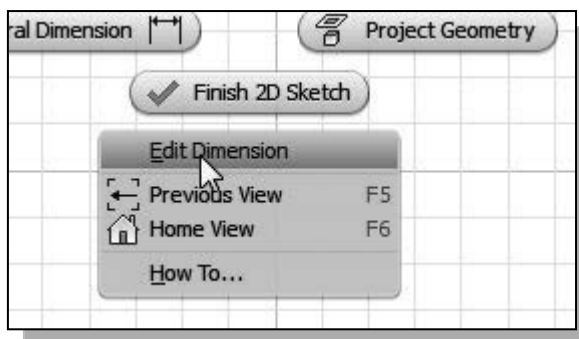 ral Dimension Project Geometry
Finish 2D Sketch
Edit Dimension
Previous View F5
Home View F6
How To...